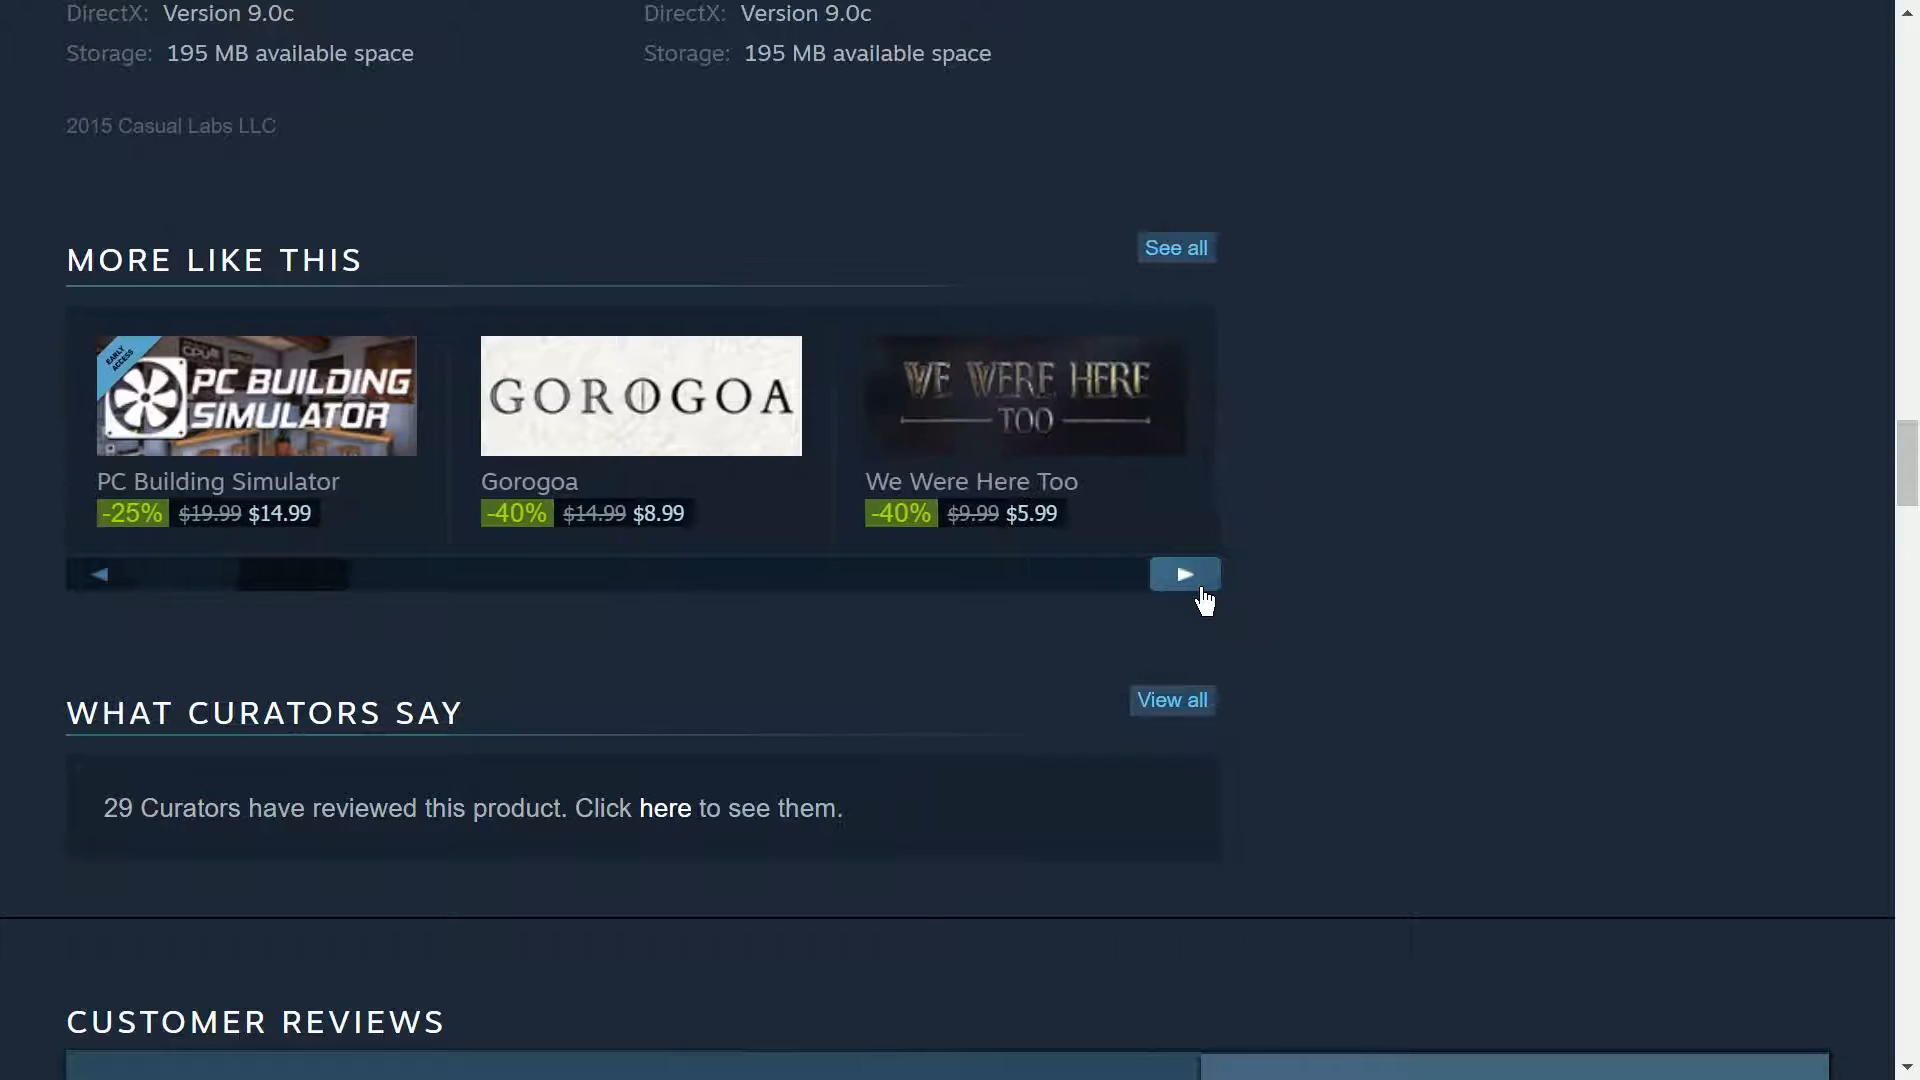 DirectX: Version 9.0c
DirectX: Version 9.0c
Storage: 195 MB available space
Storage: 195 MB available space
2015 Casual Labs LLC
MORE LIKE THIS
See all
EARLY ACCESS
PC BUILDING
SIMULATOR
GOROGOA
WE WERE HERE
TOO
PC Building Simulator
Gorogoa
We Were Here Too
-25% $19.99 $14.99
-40% $14.99 $8.99
-40% $9.99 $5.99
WHAT CURATORS SAY
View all
29 Curators have reviewed this product. Click here to see them.
CUSTOMER REVIEWS